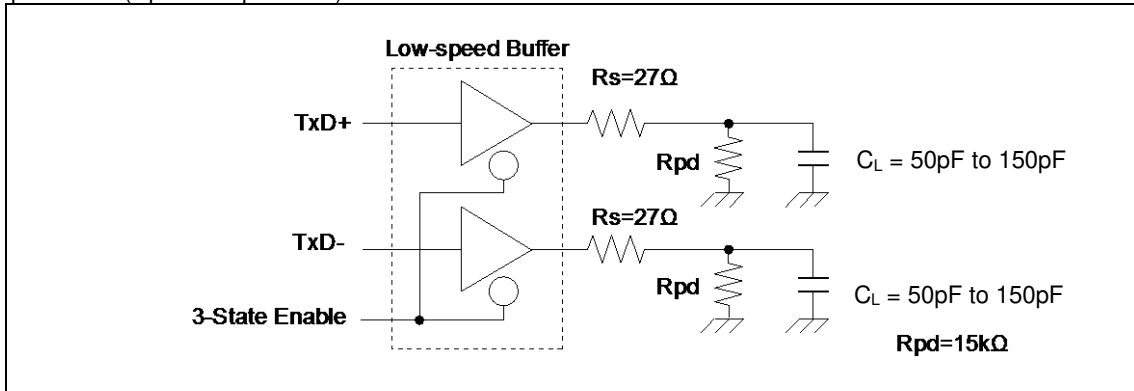 Low-speed Buffer
Rs=27Ω
TxD+
Rpd
CL = 50pF to 150pF
Rs=27Ω
TxD-
Rpd
CL = 50pF to 150pF
3-State Enable
Rpd=15kΩ